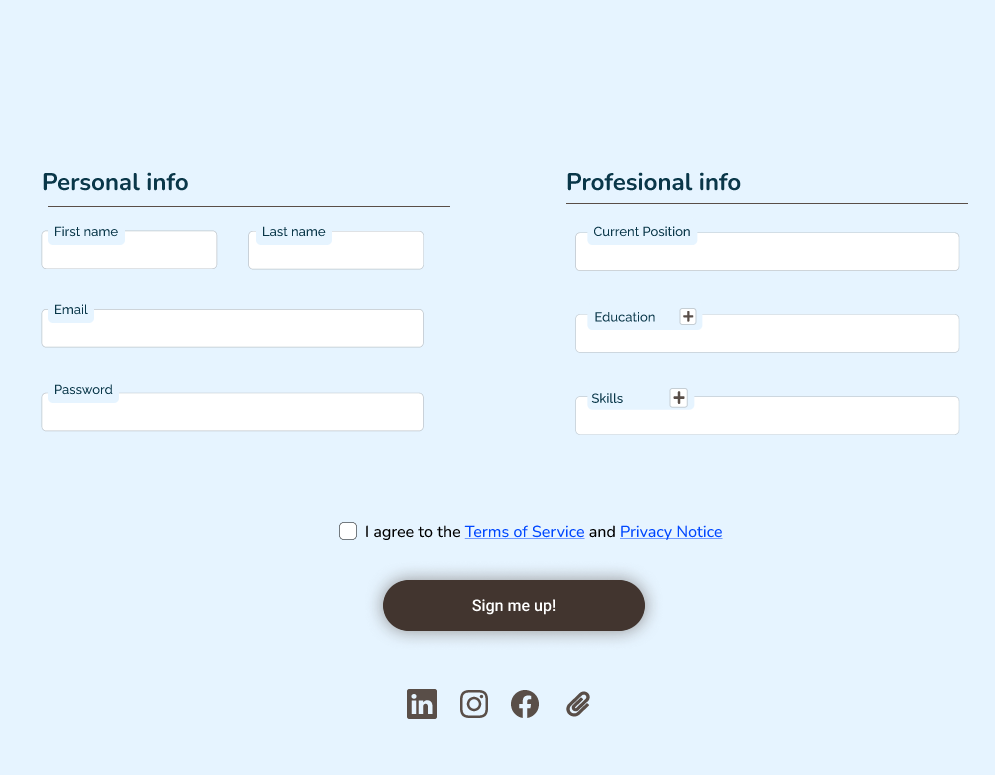 Personal info
First name
Last name
Email
Password
Profesional info
Current Position
Education
Skills
I agree to the Terms of Service and Privacy Notice
Sign me up!
in